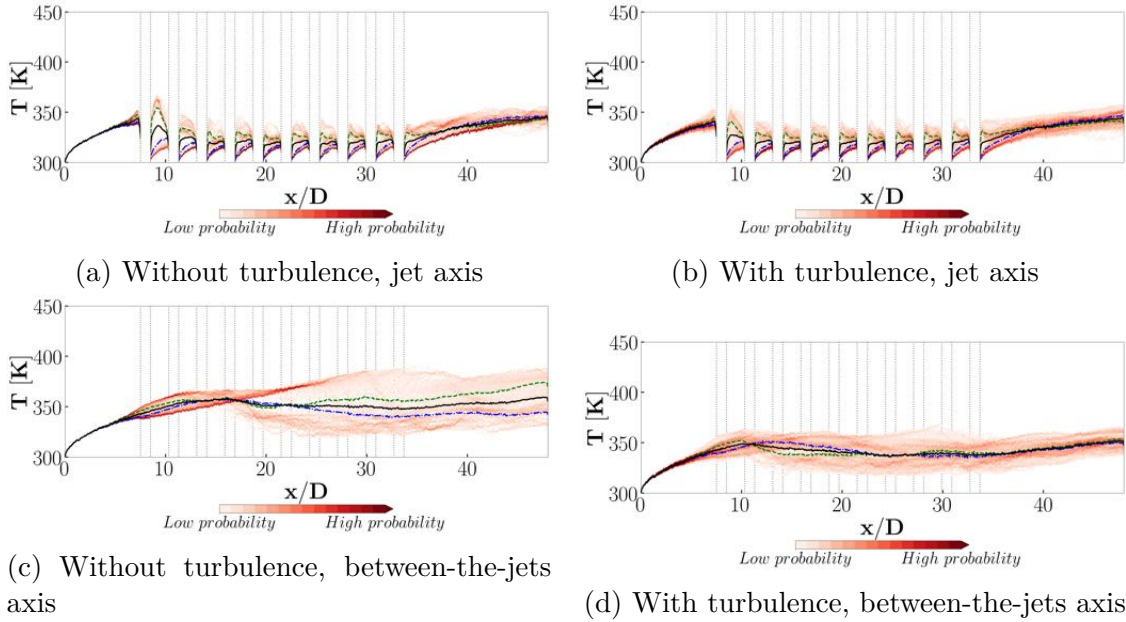 450
400
350
300
T [K]
0 10 20 30 40
x/D
Low probability High probability
(a) Without turbulence, jet axis
450
400
350
300
T [K]
0 10 20 30 40
x/D
Low probability High probability
(b) With turbulence, jet axis
450
400
350
300
T [K]
0 10 20 30 40
x/D
Low probability High probability
(c) Without turbulence, between-the-jets
axis
450
400
350
300
T [K]
0 10 20 30 40
x/D
Low probability High probability
(d) With turbulence, between-the-jets axis